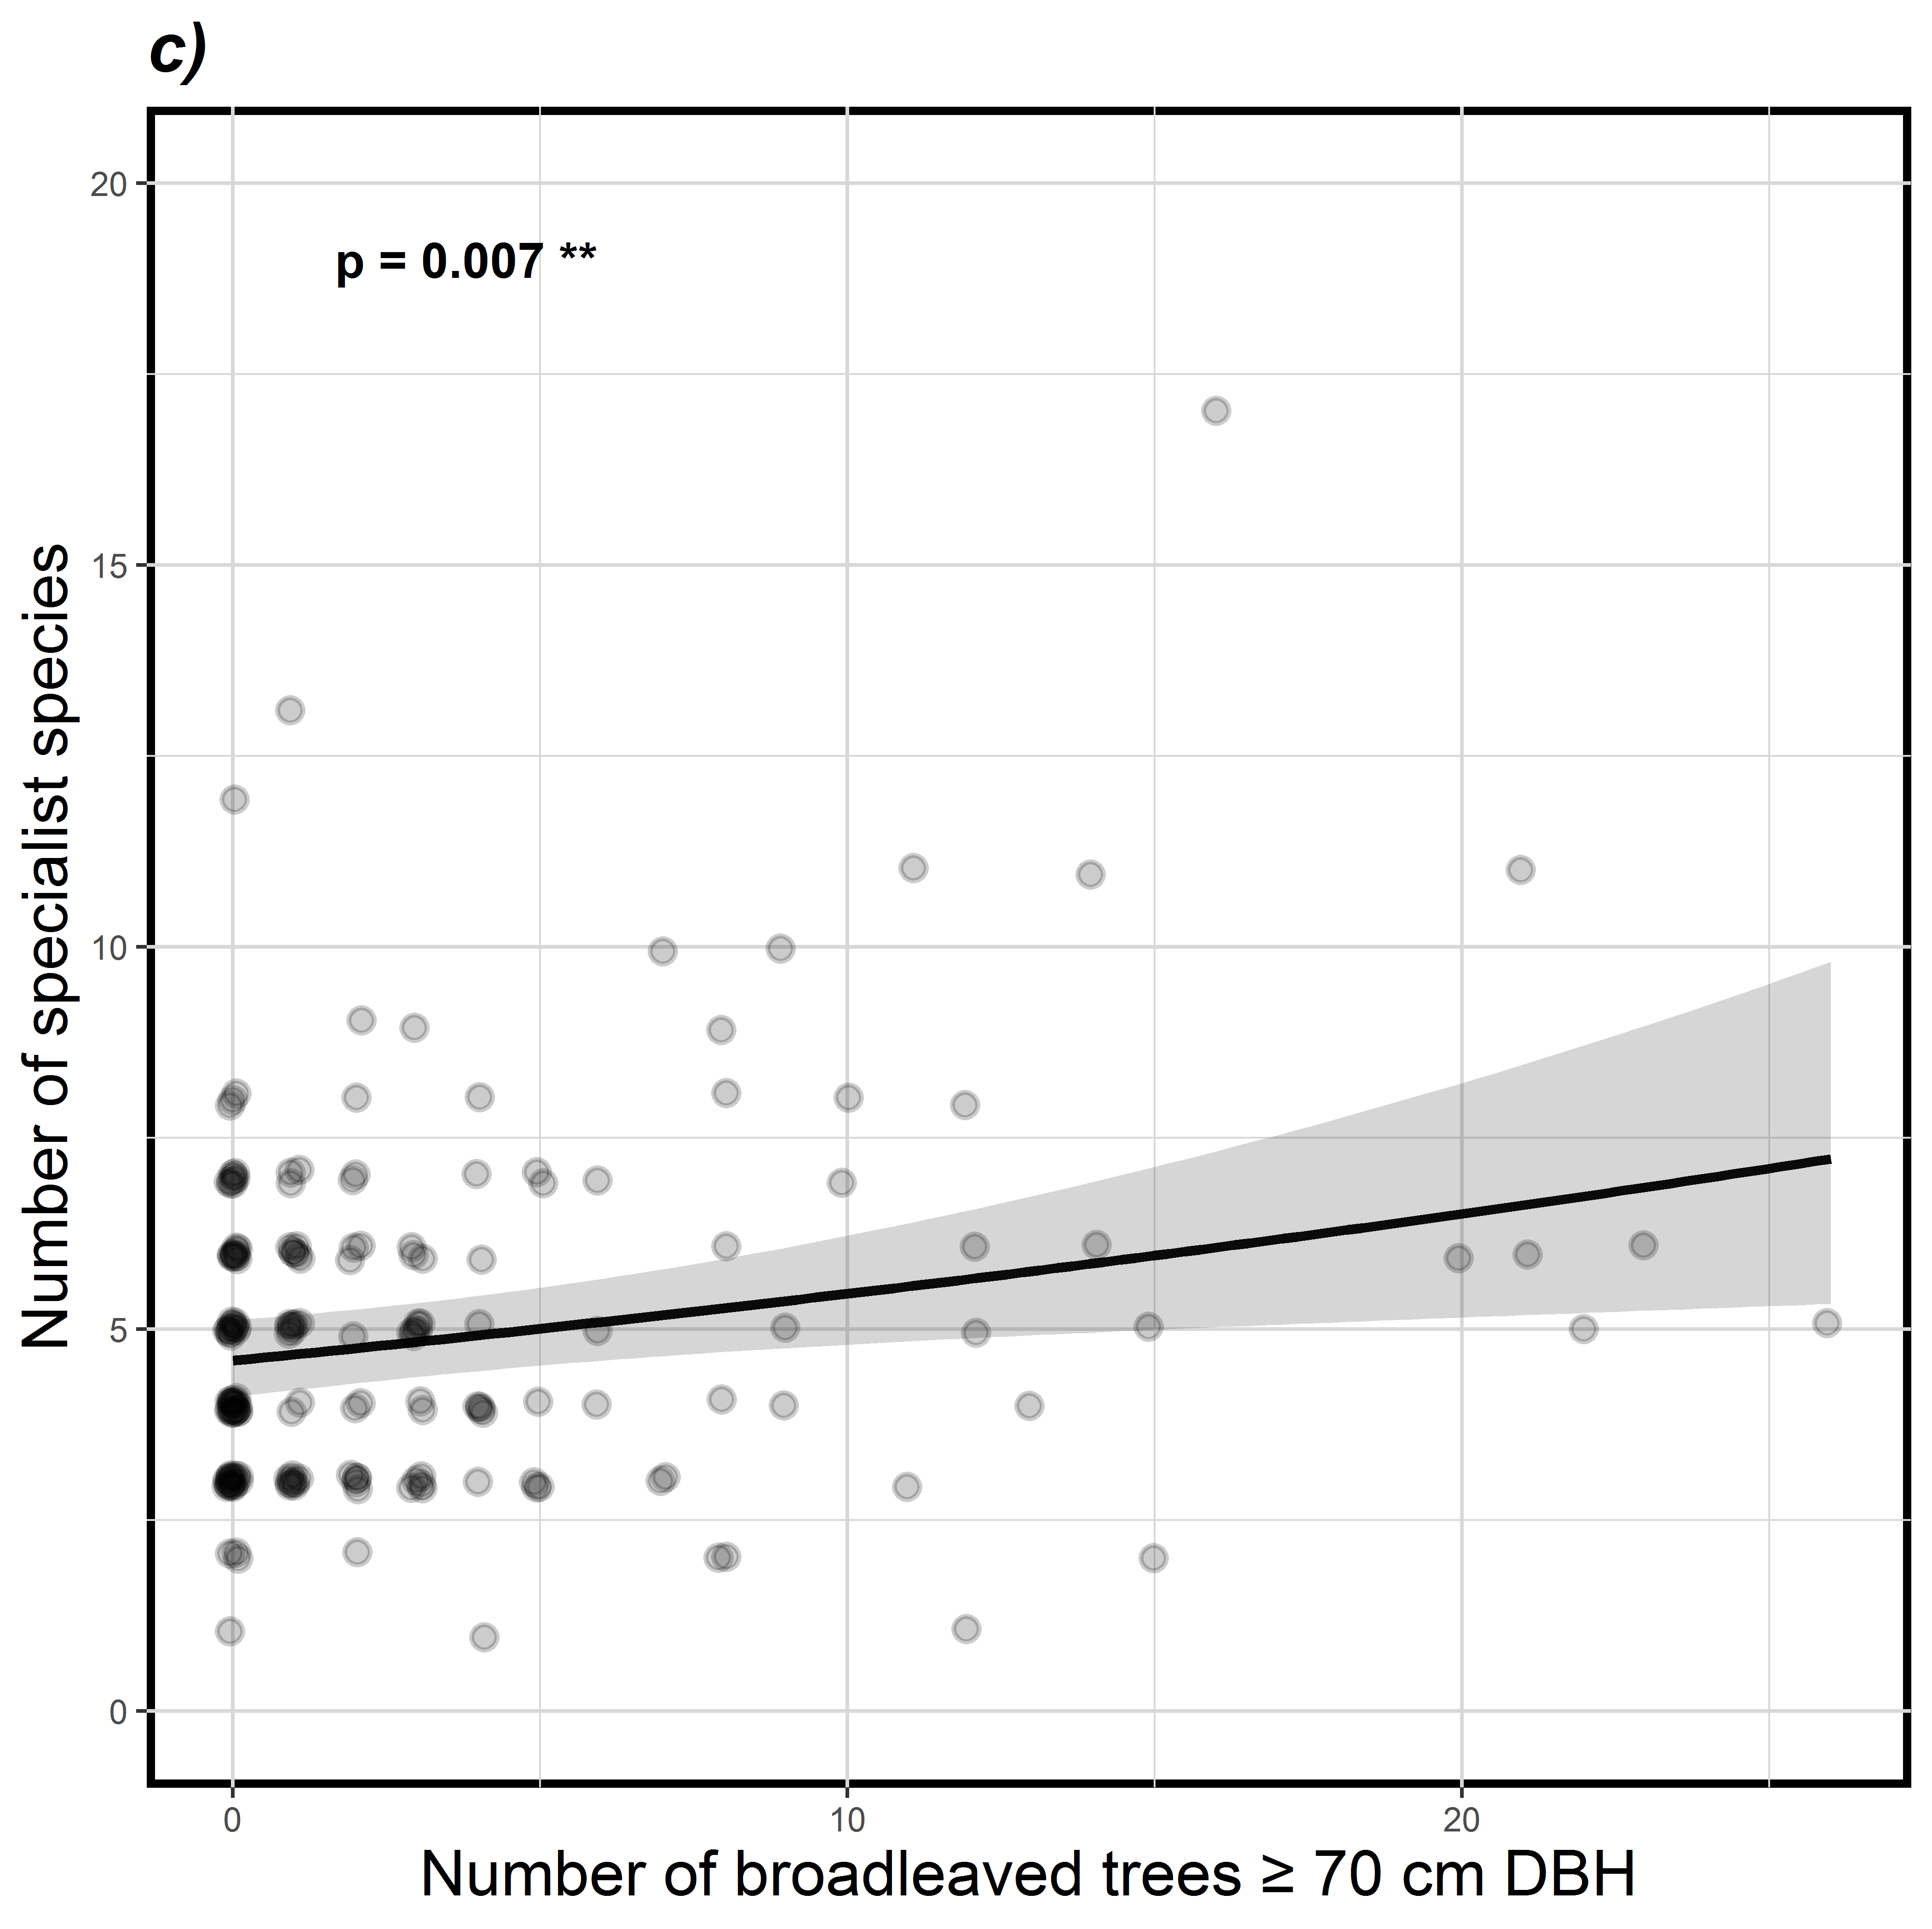 c)
20
p = 0.007 **
15
10
5
0
Number of specialist species
0
10
20
Number of broadleaved trees ≥ 70 cm DBH